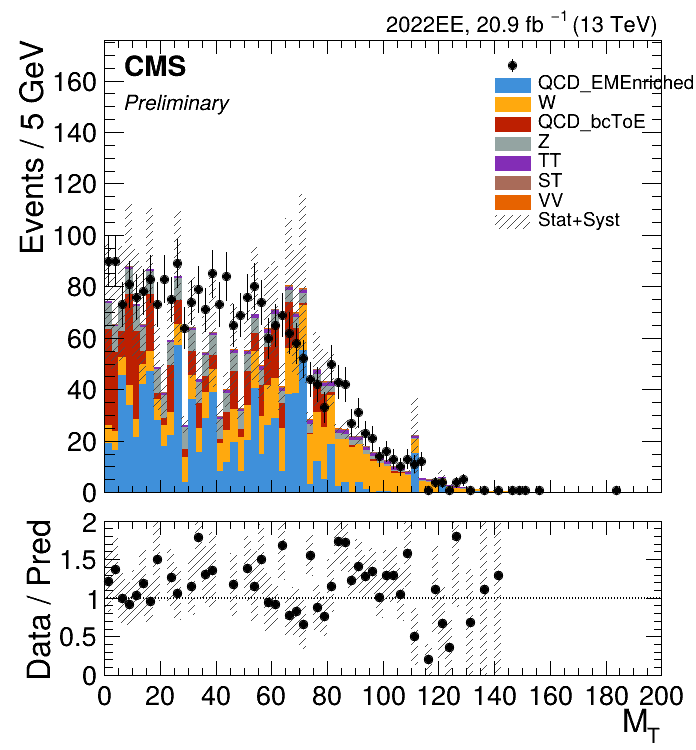 2022EE, 20.9 fb⁻¹ (13 TeV)
CMS
Preliminary
QCD_EMEnriched
W
QCD_bcToE
Z
TT
ST
VV
Stat+Syst
Events / 5 GeV
160
140
120
100
80
60
40
20
0
Data / Pred
2
1.5
1
0.5
0
0 20 40 60 80 100 120 140 160 180 200
M_T